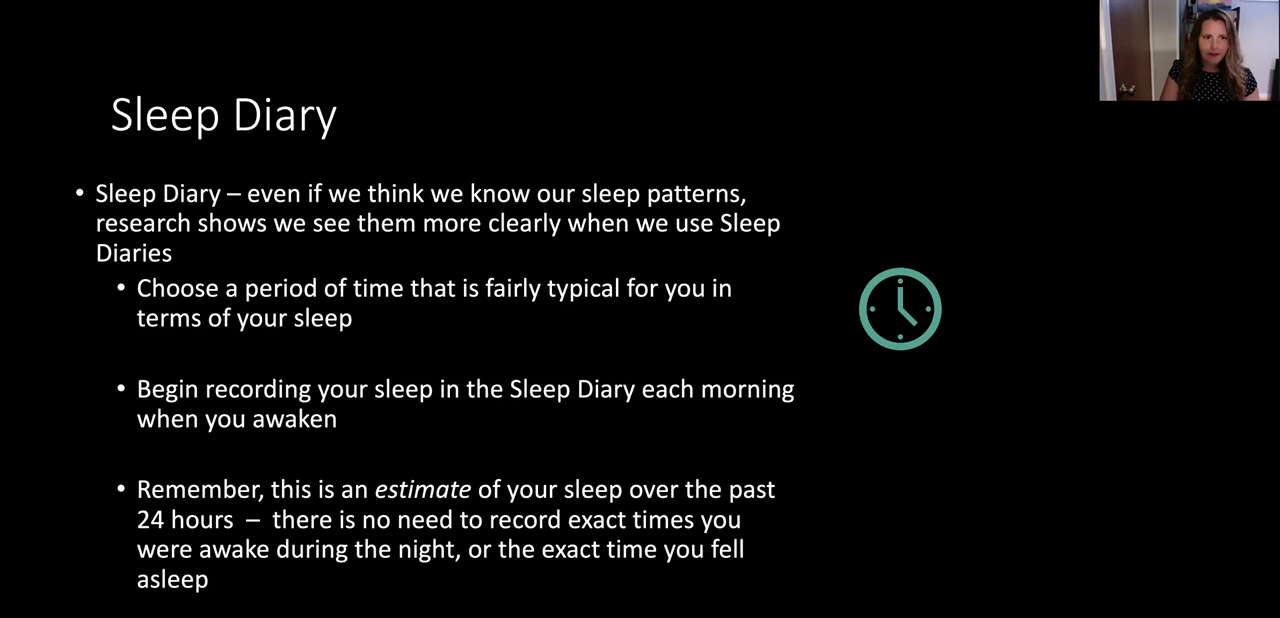 Sleep Diary
• Sleep Diary – even if we think we know our sleep patterns,
research shows we see them more clearly when we use Sleep
Diaries
• Choose a period of time that is fairly typical for you in
terms of your sleep
• Begin recording your sleep in the Sleep Diary each morning
when you awaken
• Remember, this is an estimate of your sleep over the past
24 hours – there is no need to record exact times you
were awake during the night, or the exact time you fell
asleep